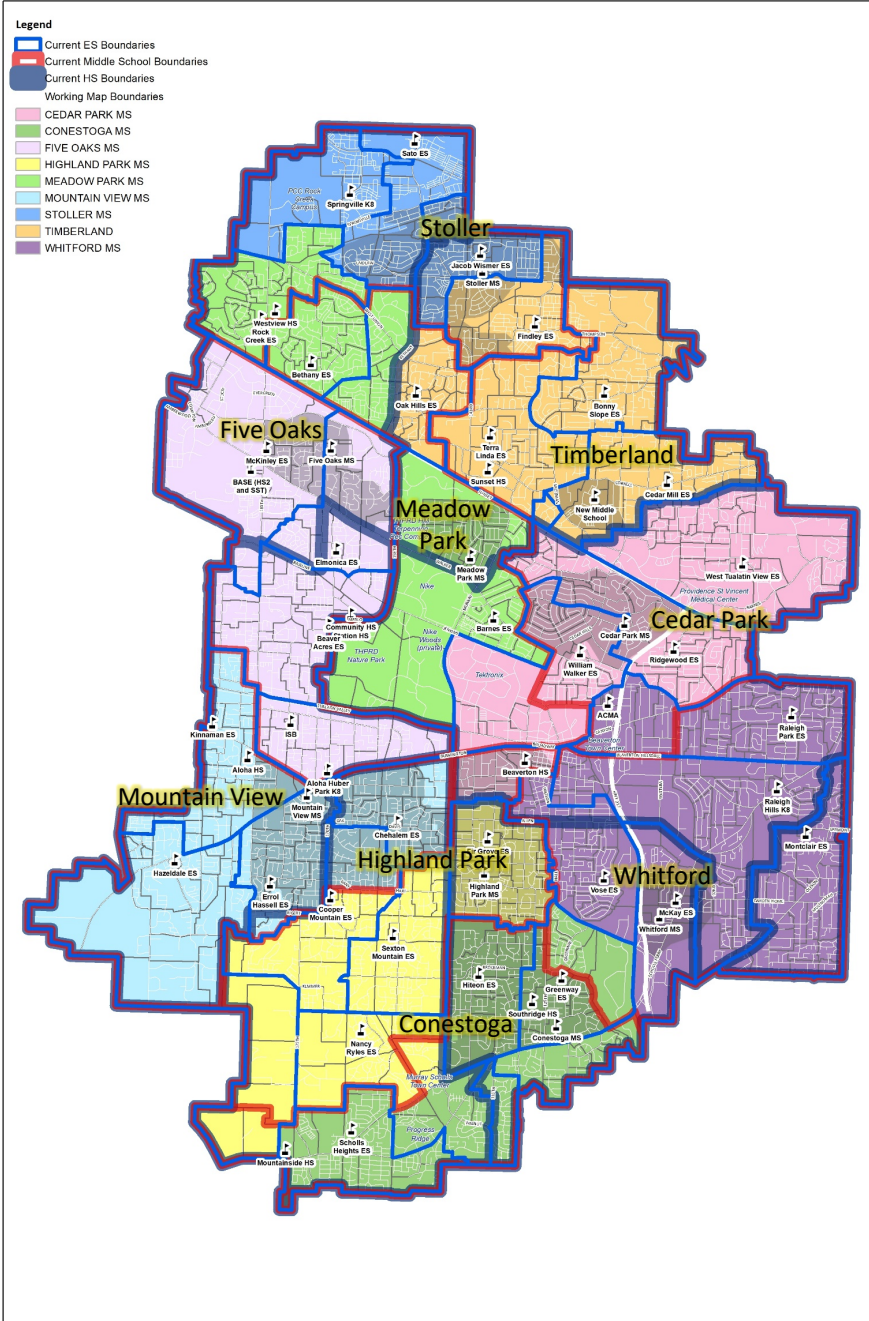 Legend
Current ES Boundaries
Current Middle School Boundaries
Current HS Boundaries
Working Map Boundaries
CEDAR PARK MS
CONESTOGA MS
FIVE OAKS MS
HIGHLAND PARK MS
MEADOW PARK MS
MOUNTAIN VIEW MS
STOLLER MS
TIMBERLAND
WHITFORD MS
Sato ES
PCC Rock
Creek
Campus
Springville K8
Stoller
Jacob Wismer ES
Stoller MS
Westview HS
Rock
Creek ES
Findley ES
THOMPSON
BETHANY
Bethany ES
Oak Hills ES
Bonny
Slope ES
Five Oaks
McKinley ES
Five Oaks MS
BASE (HS2
and SST)
Terra
Linda ES
Sunset HS
Timberland
Cedar Mill ES
New Middle
School
Meadow
Park
Meadow
Park MS
Elmonica ES
West Tualatin View ES
Providence St Vincent
Medical Center
Nike
Barnes ES
Nike
Woods
(private)
Community HS
Beaver
Acres ES
THPRD
Nature Park
Cedar Park
Cedar Park MS
William
Walker ES
Ridgewood ES
Tektronix
ACMA
Raleigh
Park ES
Kinnaman ES
ISB
Aloha HS
Beaverton HS
Aloha Huber
Park K8
Mountain View
Mountain
View MS
Raleigh
Hills K8
Chehalem ES
Montclair ES
Highland Park
Highland
Park MS
Hazeldale ES
Errol
Hassell ES
Cooper
Mountain ES
Whitford
Vose ES
McKay ES
Whitford MS
Sexton
Mountain ES
Hiteon ES
Greenway
ES
Southridge HS
Conestoga
Conestoga MS
Nancy
Ryles ES
Murray Scholls
Town Center
Progress
Ridge
Scholls
Heights ES
Mountainside HS